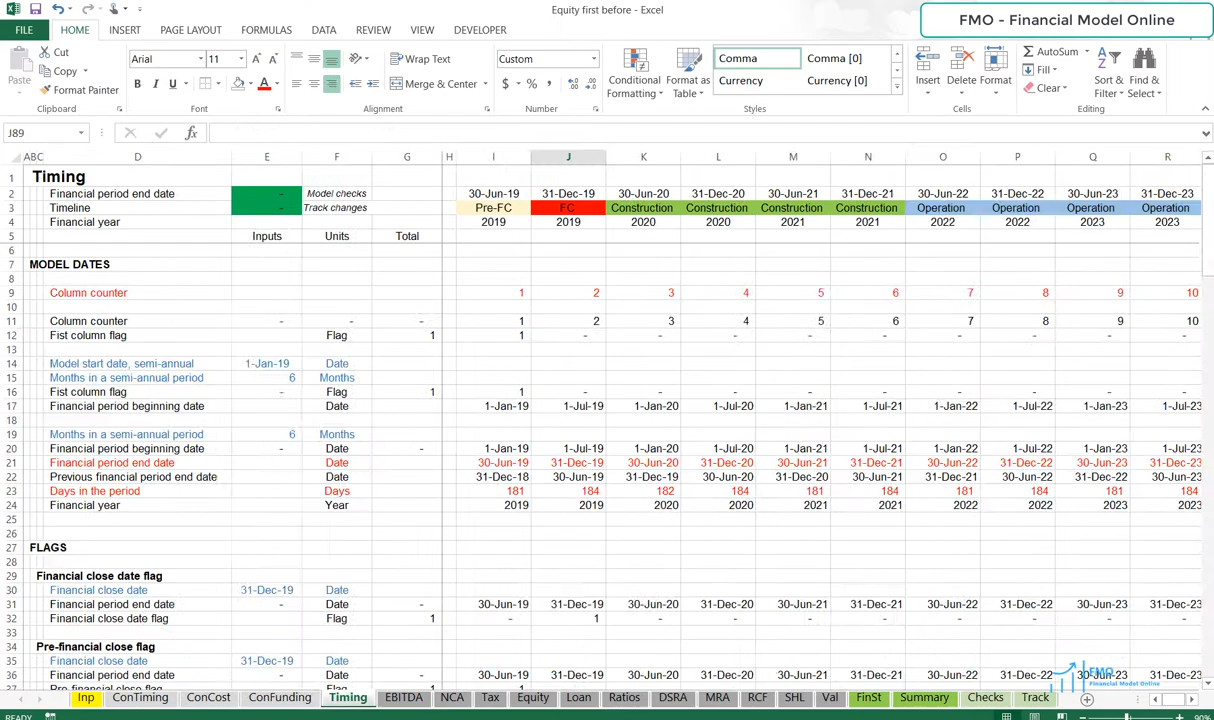 Equity first before - Excel
FMO - Financial Model Online
FILE HOME INSERT PAGE LAYOUT FORMULAS DATA REVIEW VIEW DEVELOPER
Cut
Copy
Paste
Format Painter
Arial 11
B I U
Wrap Text
Merge & Center
Custom
$ %
Conditional Formatting
Format as Table
Comma Comma [0]
Currency Currency [0]
Insert Delete Format
AutoSum
Fill
Clear
Sort & Filter
Find & Select
Clipboard Font Alignment Number Styles Cells Editing
J89 fx
ABC D E F G H I J K L M N O P Q R
1 Timing
2 Financial period end date - Model checks 30-Jun-19 31-Dec-19 30-Jun-20 31-Dec-20 30-Jun-21 31-Dec-21 30-Jun-22 31-Dec-22 30-Jun-23 31-Dec-23
3 Timeline - Track changes Pre-FC FC Construction Construction Construction Construction Operation Operation Operation Operation
4 Financial year 2019 2019 2020 2020 2021 2021 2022 2022 2023 2023
5 Inputs Units Total
6
7 MODEL DATES
8
9 Column counter 1 2 3 4 5 6 7 8 9 10
10
11 Column counter - - - 1 2 3 4 5 6 7 8 9 10
12 Fist column flag Flag 1 1 - - - - - - - - -
13
14 Model start date, semi-annual 1-Jan-19 Date
15 Months in a semi-annual period 6 Months
16 Fist column flag - Flag 1 1 - - - - - - - - -
17 Financial period beginning date Date 1-Jan-19 1-Jul-19 1-Jan-20 1-Jul-20 1-Jan-21 1-Jul-21 1-Jan-22 1-Jul-22 1-Jan-23 1-Jul-23
18
19 Months in a semi-annual period 6 Months
20 Financial period beginning date - Date - 1-Jan-19 1-Jul-19 1-Jan-20 1-Jul-20 1-Jan-21 1-Jul-21 1-Jan-22 1-Jul-22 1-Jan-23 1-Jul-23
21 Financial period end date Date 30-Jun-19 31-Dec-19 30-Jun-20 31-Dec-20 30-Jun-21 31-Dec-21 30-Jun-22 31-Dec-22 30-Jun-23 31-Dec-23
22 Previous financial period end date Date 31-Dec-18 30-Jun-19 31-Dec-19 30-Jun-20 31-Dec-20 30-Jun-21 31-Dec-21 30-Jun-22 31-Dec-22 30-Jun-23
23 Days in the period Days 181 184 182 184 181 184 181 184 181 184
24 Financial year Year 2019 2019 2020 2020 2021 2021 2022 2022 2023 2023
25
26
27 FLAGS
28
29 Financial close date flag
30 Financial close date 31-Dec-19 Date
31 Financial period end date - Date - 30-Jun-19 31-Dec-19 30-Jun-20 31-Dec-20 30-Jun-21 31-Dec-21 30-Jun-22 31-Dec-22 30-Jun-23 31-Dec-23
32 Financial close date flag Flag 1 - 1 - - - - - - - -
33
34 Pre-financial close flag
35 Financial close date 31-Dec-19 Date
36 Financial period end date - Date - 30-Jun-19 31-Dec-19 30-Jun-20 31-Dec-20 30-Jun-21 31-Dec-21 30-Jun-22 31-Dec-22 30-Jun-23 31-Dec-23
37 Pre-financial close flag Flag 1 1
FMO
Financial Model Online
Inp ConTiming ConCost ConFunding Timing EBITDA NCA Tax Equity Loan Ratios DSRA MRA RCF SHL Val FinSt Summary Checks Track
READY 90%